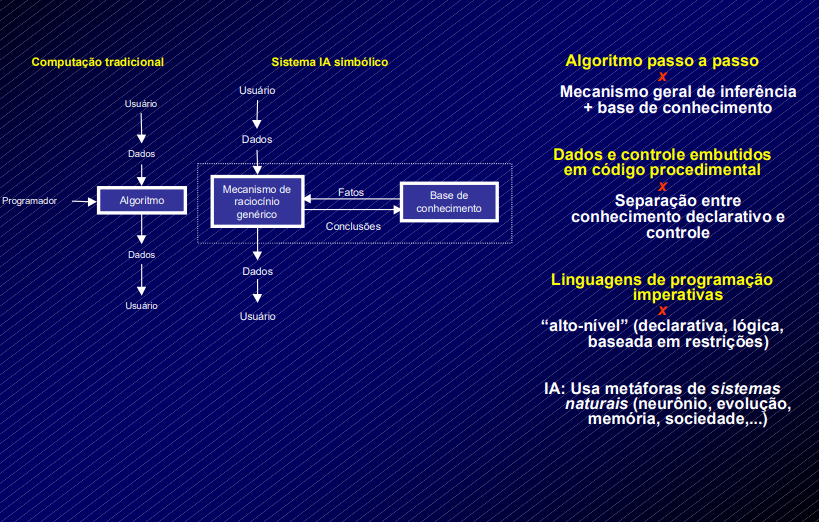 Computação tradicional
Usuário
Dados
Programador
Algoritmo
Dados
Usuário
Sistema IA simbólico
Usuário
Dados
Mecanismo de
raciocínio
genérico
Fatos
Conclusões
Base de
conhecimento
Dados
Usuário
Algoritmo passo a passo
x
Mecanismo geral de inferência
+ base de conhecimento
Dados e controle embutidos
em código procedimental
x
Separação entre
conhecimento declarativo e
controle
Linguagens de programação
imperativas
x
“alto-nível” (declarativa, lógica,
baseada em restrições)
IA: Usa metáforas de sistemas
naturais (neurônio, evolução,
memória, sociedade,...)